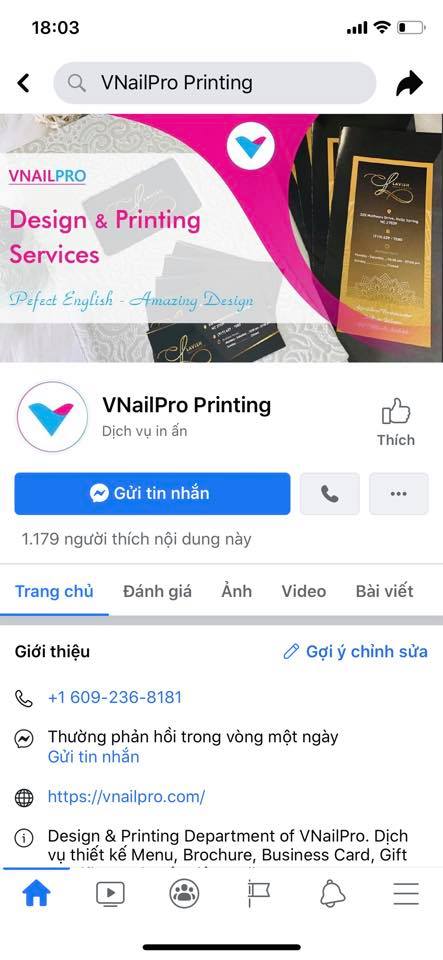 18:03
VNailPro Printing
VNAILPRO
Design & Printing
Services
Pefect English - Amazing Design
LAVISH
LAVISH
VNailPro Printing
Dịch vụ in ấn
Thích
Gửi tin nhắn
1.179 người thích nội dung này
Trang chủ
Đánh giá
Ảnh
Video
Bài viết
Giới thiệu
Gợi ý chỉnh sửa
+1 609-236-8181
Thường phản hồi trong vòng một ngày
Gửi tin nhắn
https://vnailpro.com/
Design & Printing Department of VNailPro. Dịch
vụ thiết kế Menu, Brochure, Business Card, Gift